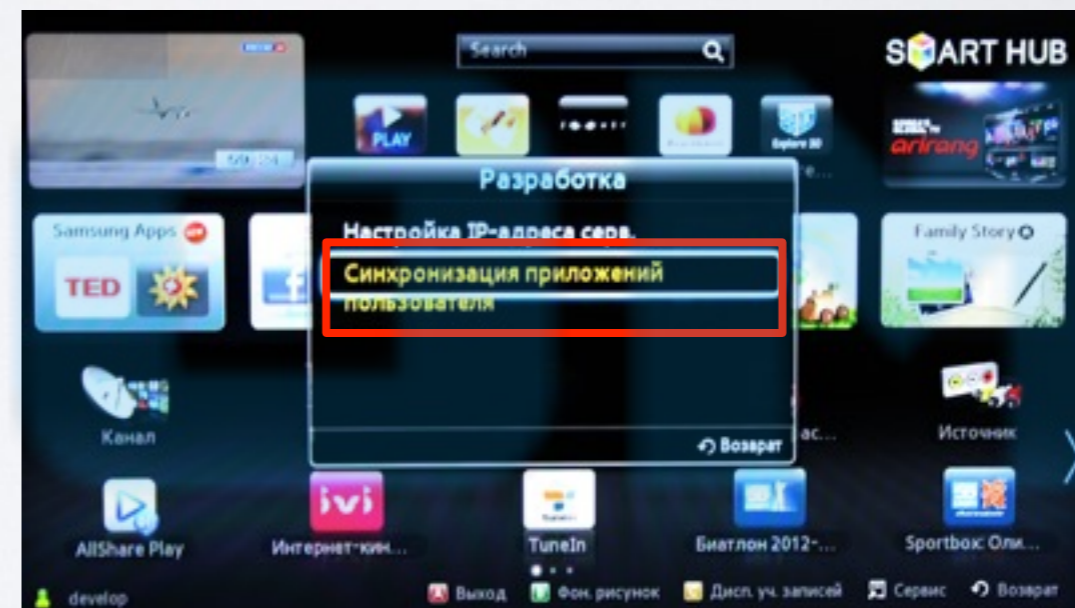 Search
SMART HUB
PLAY
Explore 3D
arirang
Разработка
Настройка IP-адреса серв.
Синхронизация приложений
пользователя
Возврат
Samsung Apps
TED
f
Family Story
Канал
Источник
ivi
AllShare Play
Интернет-кин...
TuneIn
Биатлон 2012-...
Sportbox: Оли...
develop
Выход
Фон. рисунок
Дисп. уч. записей
Сервис
Возврат